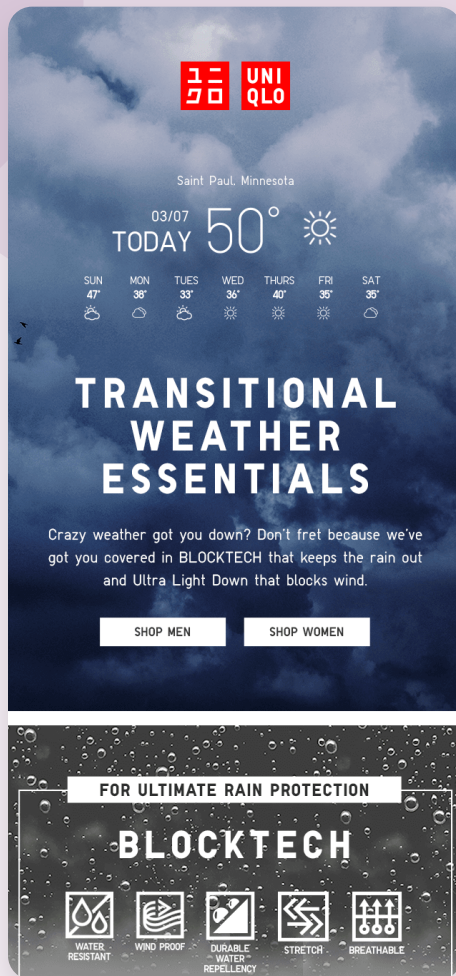 ユニ UNI
クロ QLO
Saint Paul, Minnesota
03/07
TODAY 50°
SUN MON TUES WED THURS FRI SAT
47° 38° 33° 36° 40° 35° 35°
TRANSITIONAL
WEATHER
ESSENTIALS
Crazy weather got you down? Don't fret because we've
got you covered in BLOCKTECH that keeps the rain out
and Ultra Light Down that blocks wind.
SHOP MEN SHOP WOMEN
FOR ULTIMATE RAIN PROTECTION
BLOCKTECH
WATER
RESISTANT
WIND PROOF
DURABLE
WATER
REPELLENCY
STRETCH
BREATHABLE